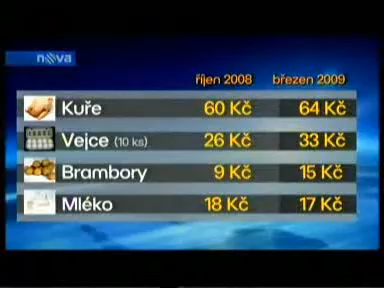 nova
říjen 2008 březen 2009
Kuře 60 Kč 64 Kč
Vejce (10 ks) 26 Kč 33 Kč
Brambory 9 Kč 15 Kč
Mléko 18 Kč 17 Kč